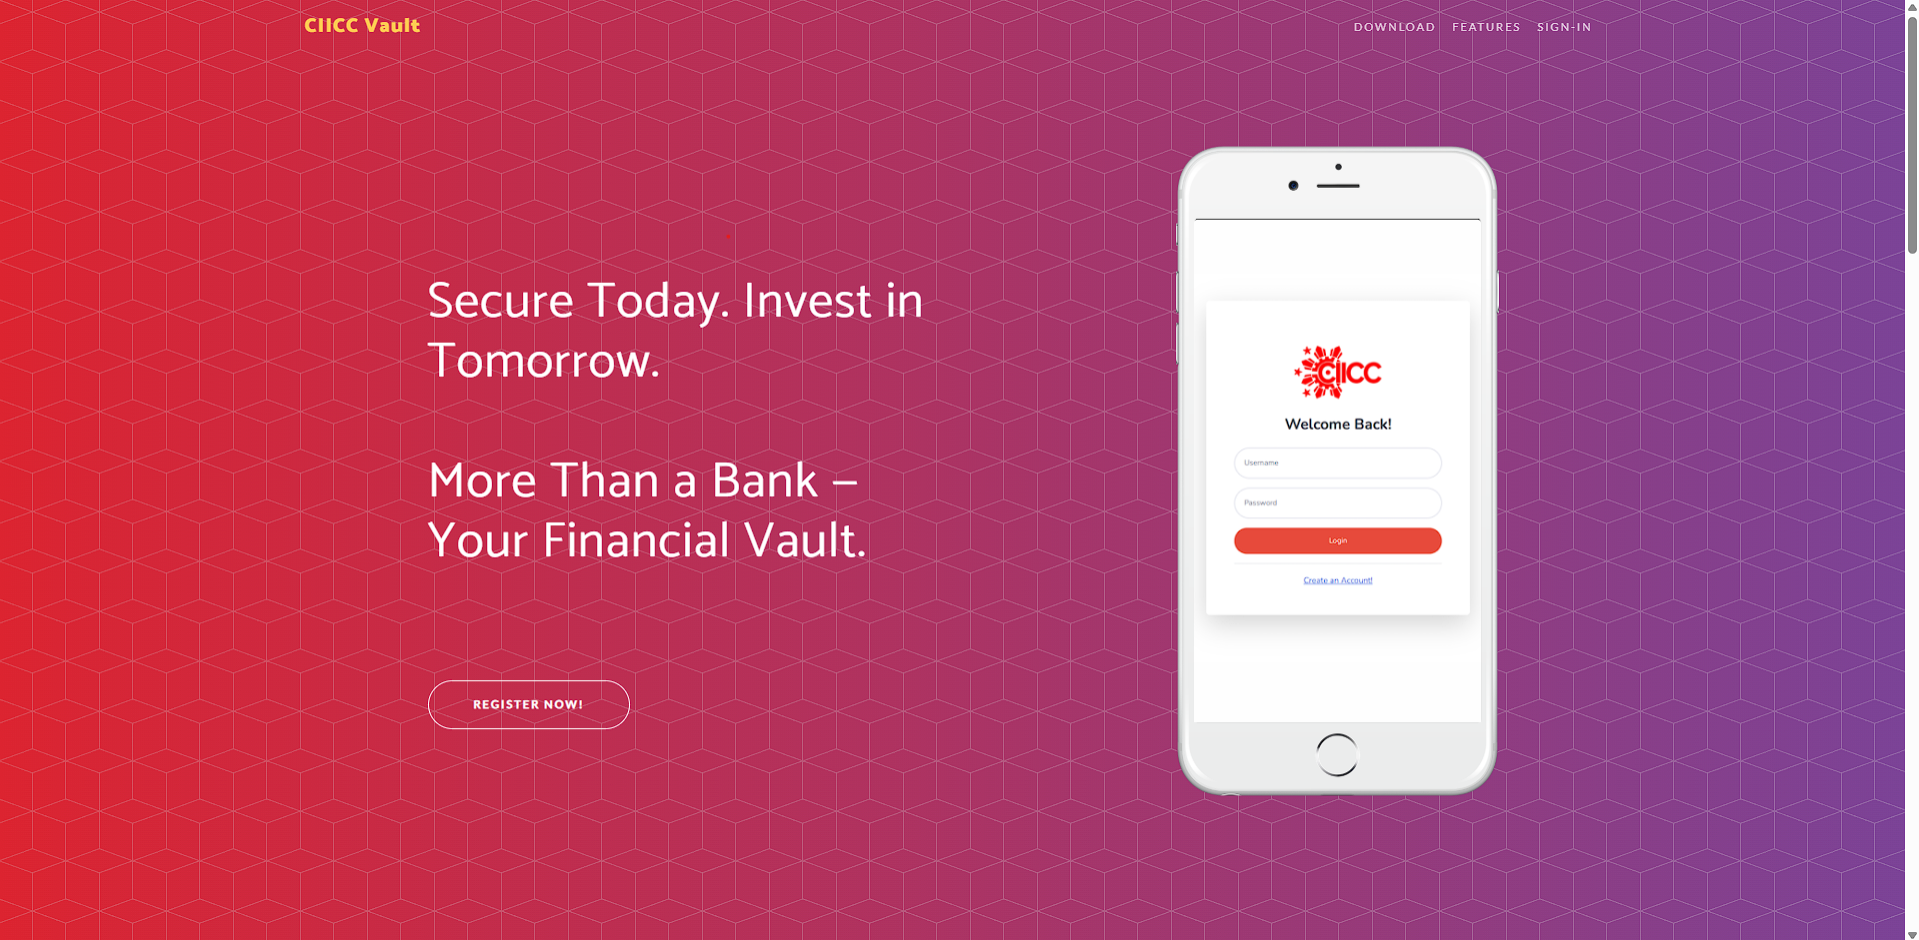 CIICC Vault
DOWNLOAD FEATURES SIGN-IN
Secure Today. Invest in
Tomorrow.
More Than a Bank –
Your Financial Vault.
REGISTER NOW!
CIICC
Welcome Back!
Username
Password
Login
Create an Account!